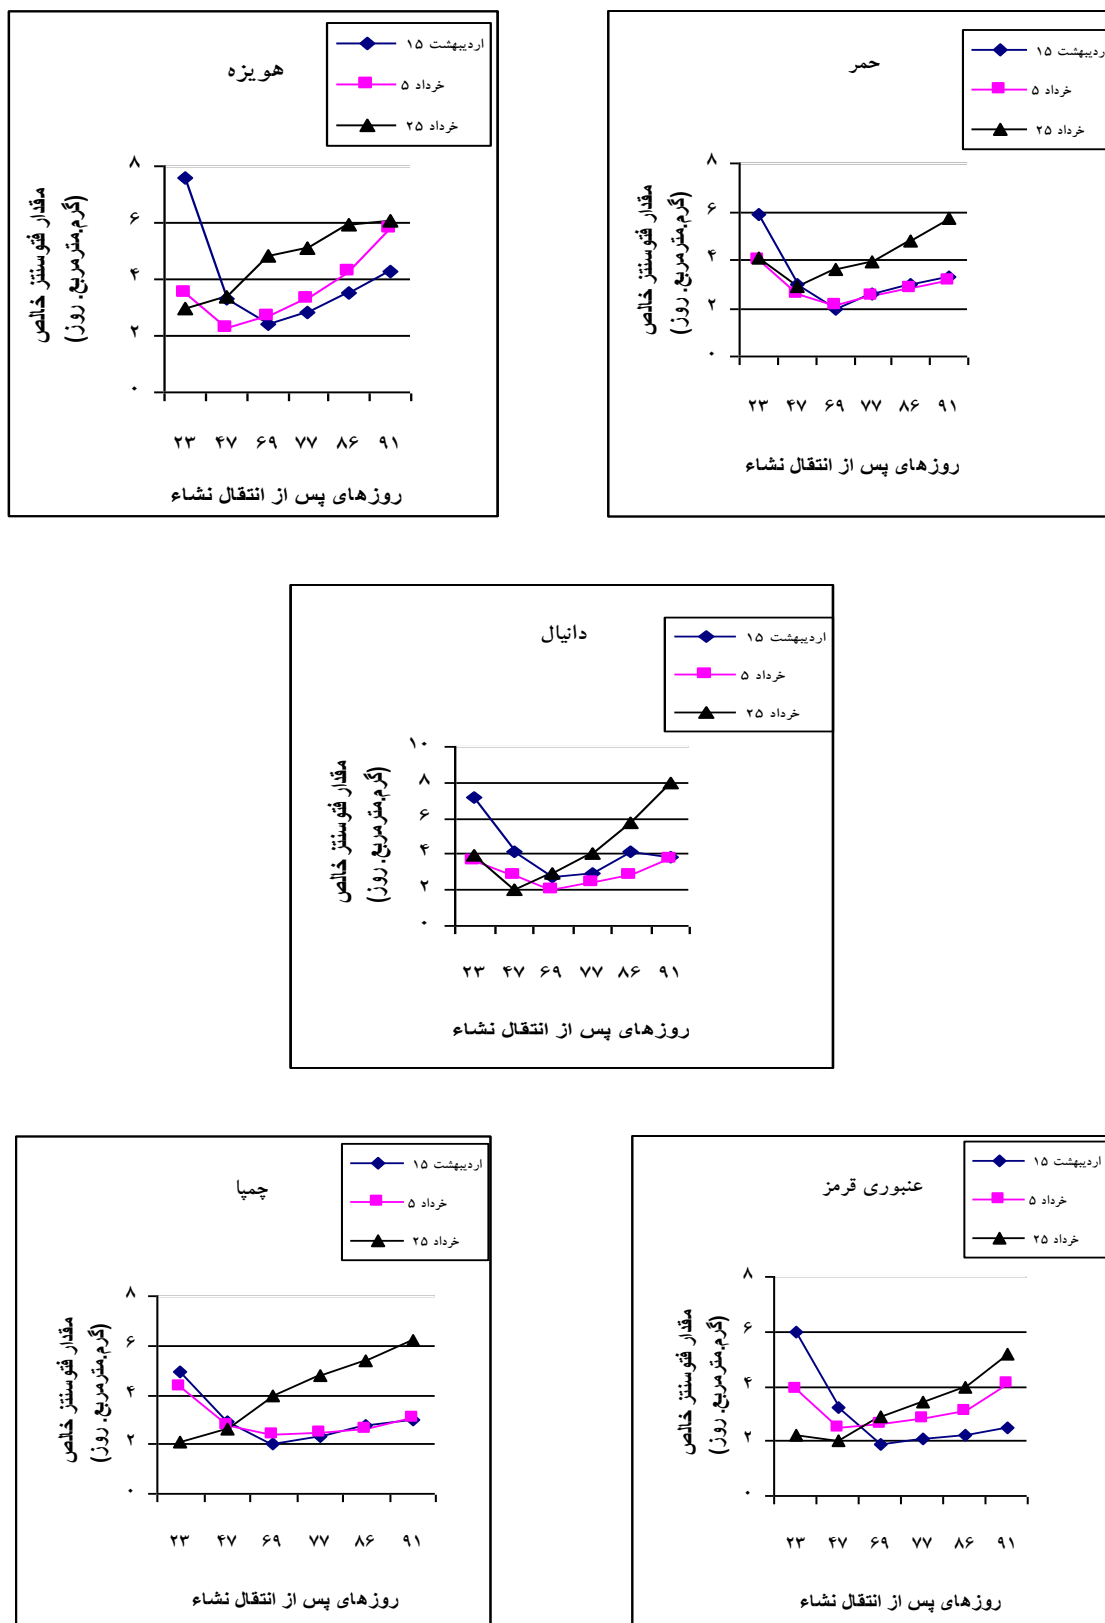 حمر
۱۵ اردیبهشت
۵ خرداد
۲۵ خرداد
مقدار فتوسنتز خالص
(گرم.مترمربع. روز)
۸
۶
۴
۲
۰
۲۳ ۴۷ ۶۹ ۷۷ ۸۶ ۹۱
روزهای پس از انتقال نشاء
هویزه
۱۵ اردیبهشت
۵ خرداد
۲۵ خرداد
مقدار فتوسنتز خالص
(گرم.مترمربع. روز)
۸
۶
۴
۲
۰
۲۳ ۴۷ ۶۹ ۷۷ ۸۶ ۹۱
روزهای پس از انتقال نشاء
دانیال
۱۵ اردیبهشت
۵ خرداد
۲۵ خرداد
مقدار فتوسنتز خالص
(گرم.مترمربع. روز)
۱۰
۸
۶
۴
۲
۰
۲۳ ۴۷ ۶۹ ۷۷ ۸۶ ۹۱
روزهای پس از انتقال نشاء
عنبوری قرمز
۱۵ اردیبهشت
۵ خرداد
۲۵ خرداد
مقدار فتوسنتز خالص
(گرم.مترمربع. روز)
۸
۶
۴
۲
۰
۲۳ ۴۷ ۶۹ ۷۷ ۸۶ ۹۱
روزهای پس از انتقال نشاء
چمپا
۱۵ اردیبهشت
۵ خرداد
۲۵ خرداد
مقدار فتوسنتز خالص
(گرم.مترمربع. روز)
۸
۶
۴
۲
۰
۲۳ ۴۷ ۶۹ ۷۷ ۸۶ ۹۱
روزهای پس از انتقال نشاء